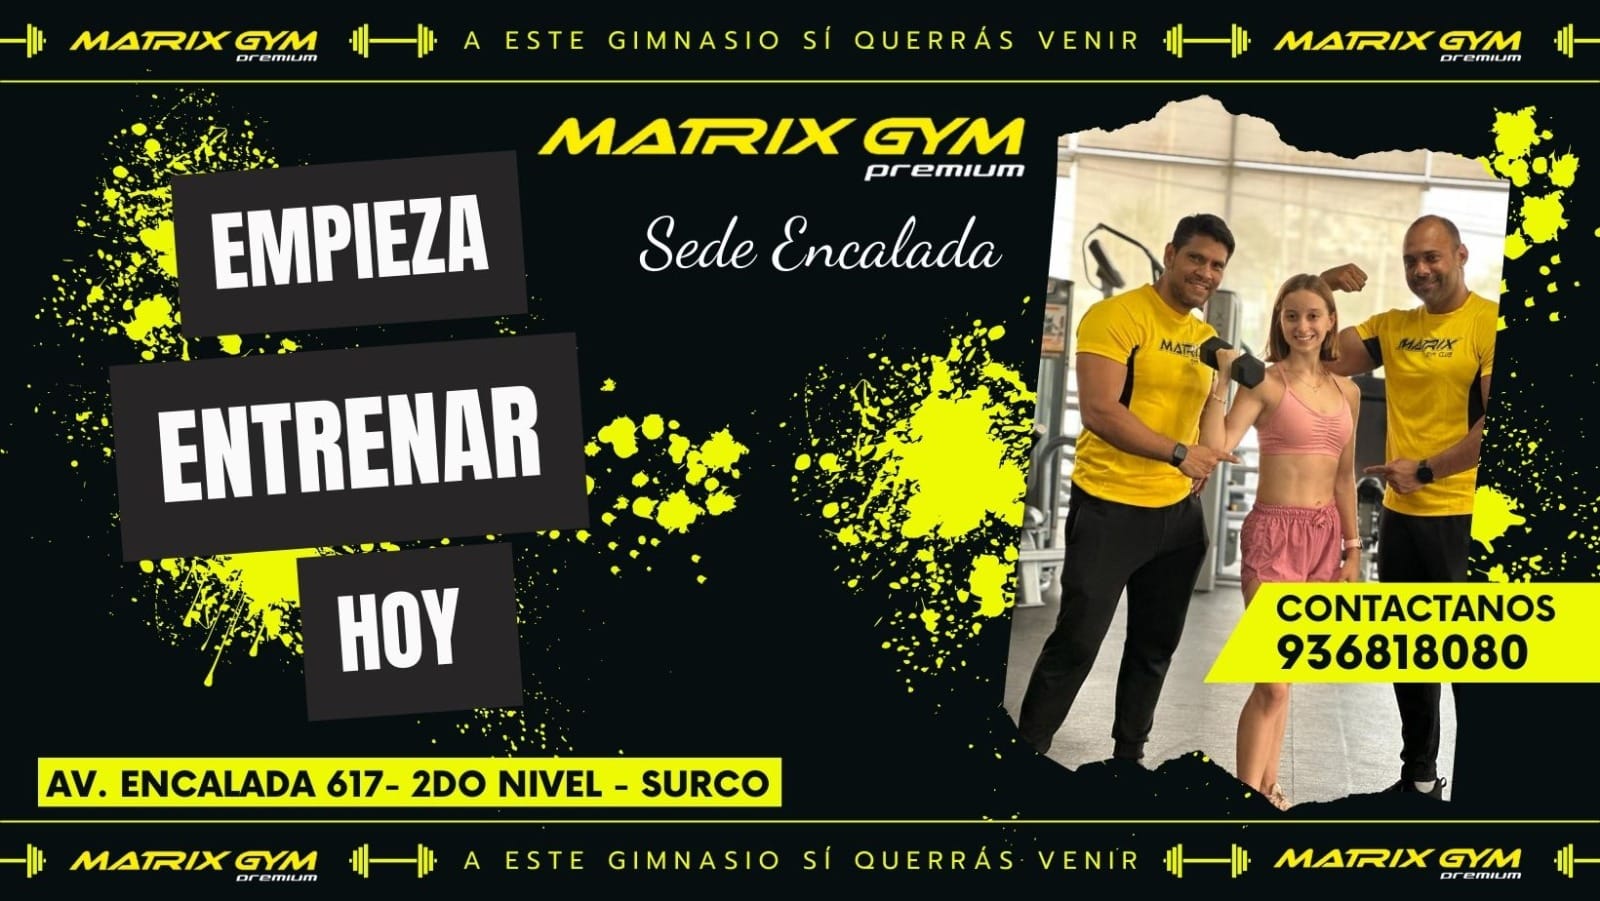 MATRIX GYM
premium
A ESTE GIMNASIO SÍ QUERRÁS VENIR
MATRIX GYM
premium
MATRIX GYM
premium
Sede Encalada
EMPIEZA
ENTRENAR
HOY
MATRIX
MATRIX
GYM CLUB
CONTACTANOS
936818080
AV. ENCALADA 617- 2DO NIVEL - SURCO
MATRIX GYM
premium
A ESTE GIMNASIO SÍ QUERRÁS VENIR
MATRIX GYM
premium